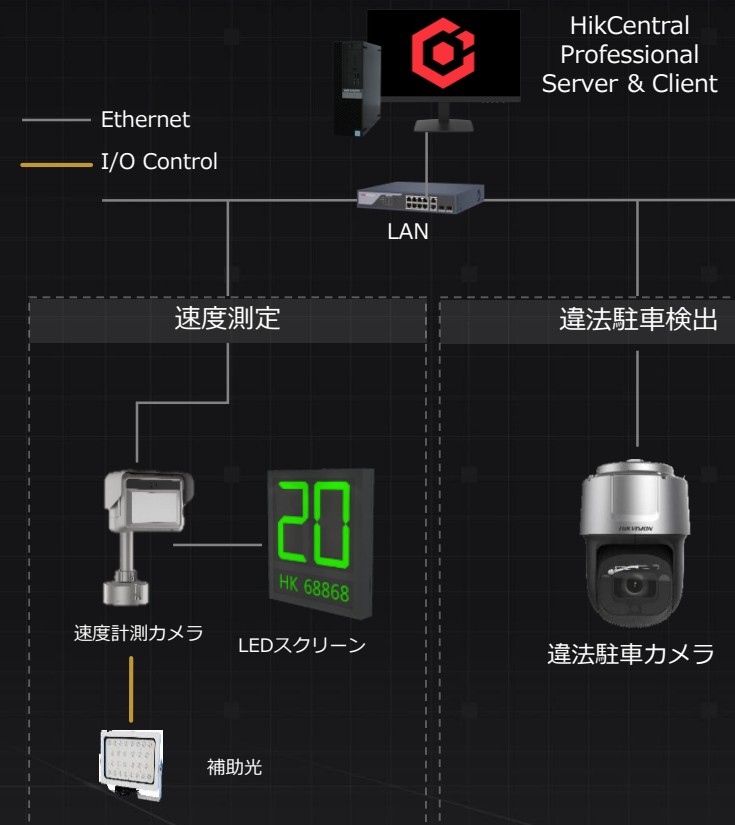 HikCentral
Professional
Server & Client
Ethernet
I/O Control
LAN
速度測定
違法駐車検出
20
HK 68868
HIKVISION
速度計測カメラ
LEDスクリーン
違法駐車カメラ
補助光